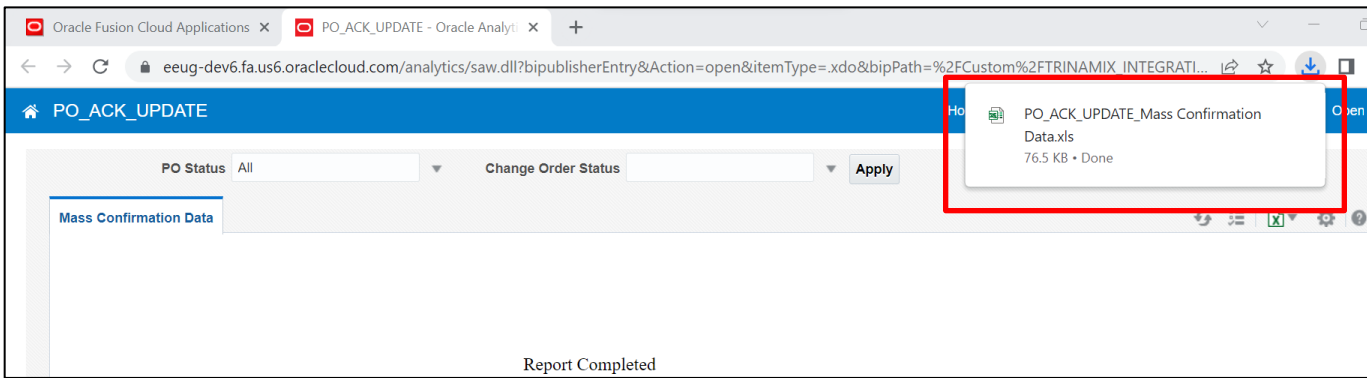 Oracle Fusion Cloud Applications
PO_ACK_UPDATE - Oracle Analyti
eeug-dev6.fa.us6.oraclecloud.com/analytics/saw.dll?bipublisherEntry&Action=open&itemType=.xdo&bipPath=%2FCustom%2FTRINAMIX_INTEGRATI...
PO_ACK_UPDATE
Ho
Open
PO_ACK_UPDATE_Mass Confirmation
Data.xls
76.5 KB • Done
PO Status All
Change Order Status
Apply
Mass Confirmation Data
Report Completed